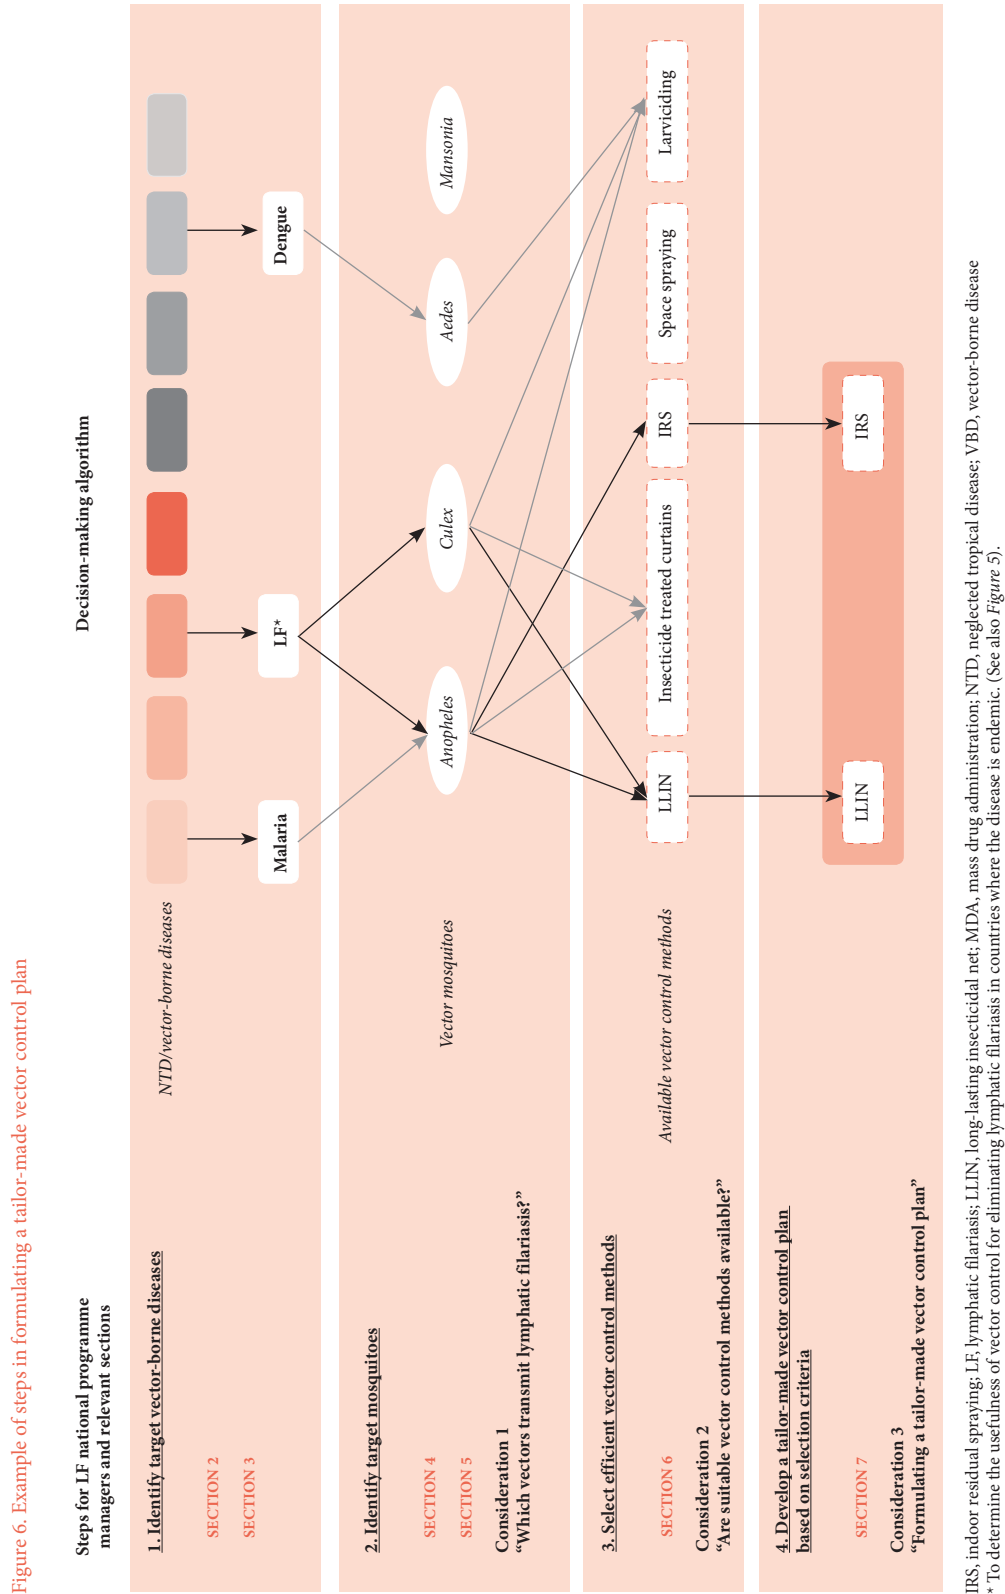 Figure 6. Example of steps in formulating a tailor-made vector control plan
Steps for LF national programme
managers and relevant sections
Decision-making algorithm
1. Identify target vector-borne diseases
SECTION 2
SECTION 3
NTD/vector-borne diseases
Malaria
LF*
Dengue
2. Identify target mosquitoes
SECTION 4
SECTION 5
Consideration 1
“Which vectors transmit lymphatic filariasis?”
Vector mosquitoes
Anopheles
Culex
Aedes
Mansonia
3. Select efficient vector control methods
SECTION 6
Consideration 2
“Are suitable vector control methods available?”
Available vector control methods
LLIN
Insecticide treated curtains
IRS
Space spraying
Larviciding
4. Develop a tailor-made vector control plan
based on selection criteria
SECTION 7
Consideration 3
“Formulating a tailor-made vector control plan”
LLIN
IRS
IRS, indoor residual spraying; LF, lymphatic filariasis; LLIN, long-lasting insecticidal net; MDA, mass drug administration; NTD, neglected tropical disease; VBD, vector-borne disease
* To determine the usefulness of vector control for eliminating lymphatic filariasis in countries where the disease is endemic. (See also Figure 5).